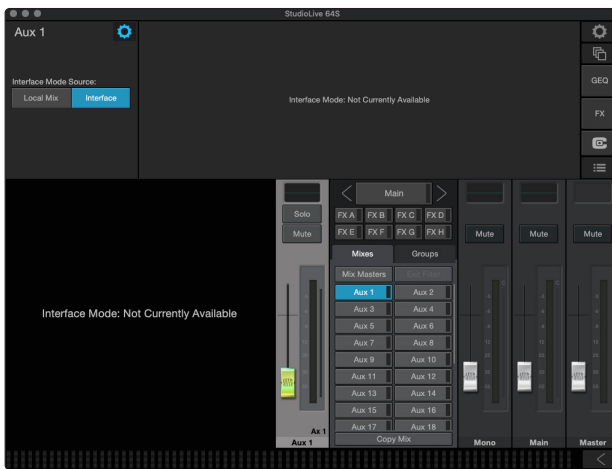 StudioLive 64S
Aux 1
Interface Mode Source:
Local Mix Interface
Interface Mode: Not Currently Available
GEQ
FX
Interface Mode: Not Currently Available
Solo
Mute
Ax 1
Aux 1
Main
FX A FX B FX C FX D
FX E FX F FX G FX H
Mixes Groups
Mix Masters Edit Filter
Aux 1 Aux 2
Aux 3 Aux 4
Aux 5 Aux 6
Aux 7 Aux 8
Aux 9 Aux 10
Aux 11 Aux 12
Aux 13 Aux 14
Aux 15 Aux 16
Aux 17 Aux 18
Copy Mix
Mute Mute Mute
Mono Main Master